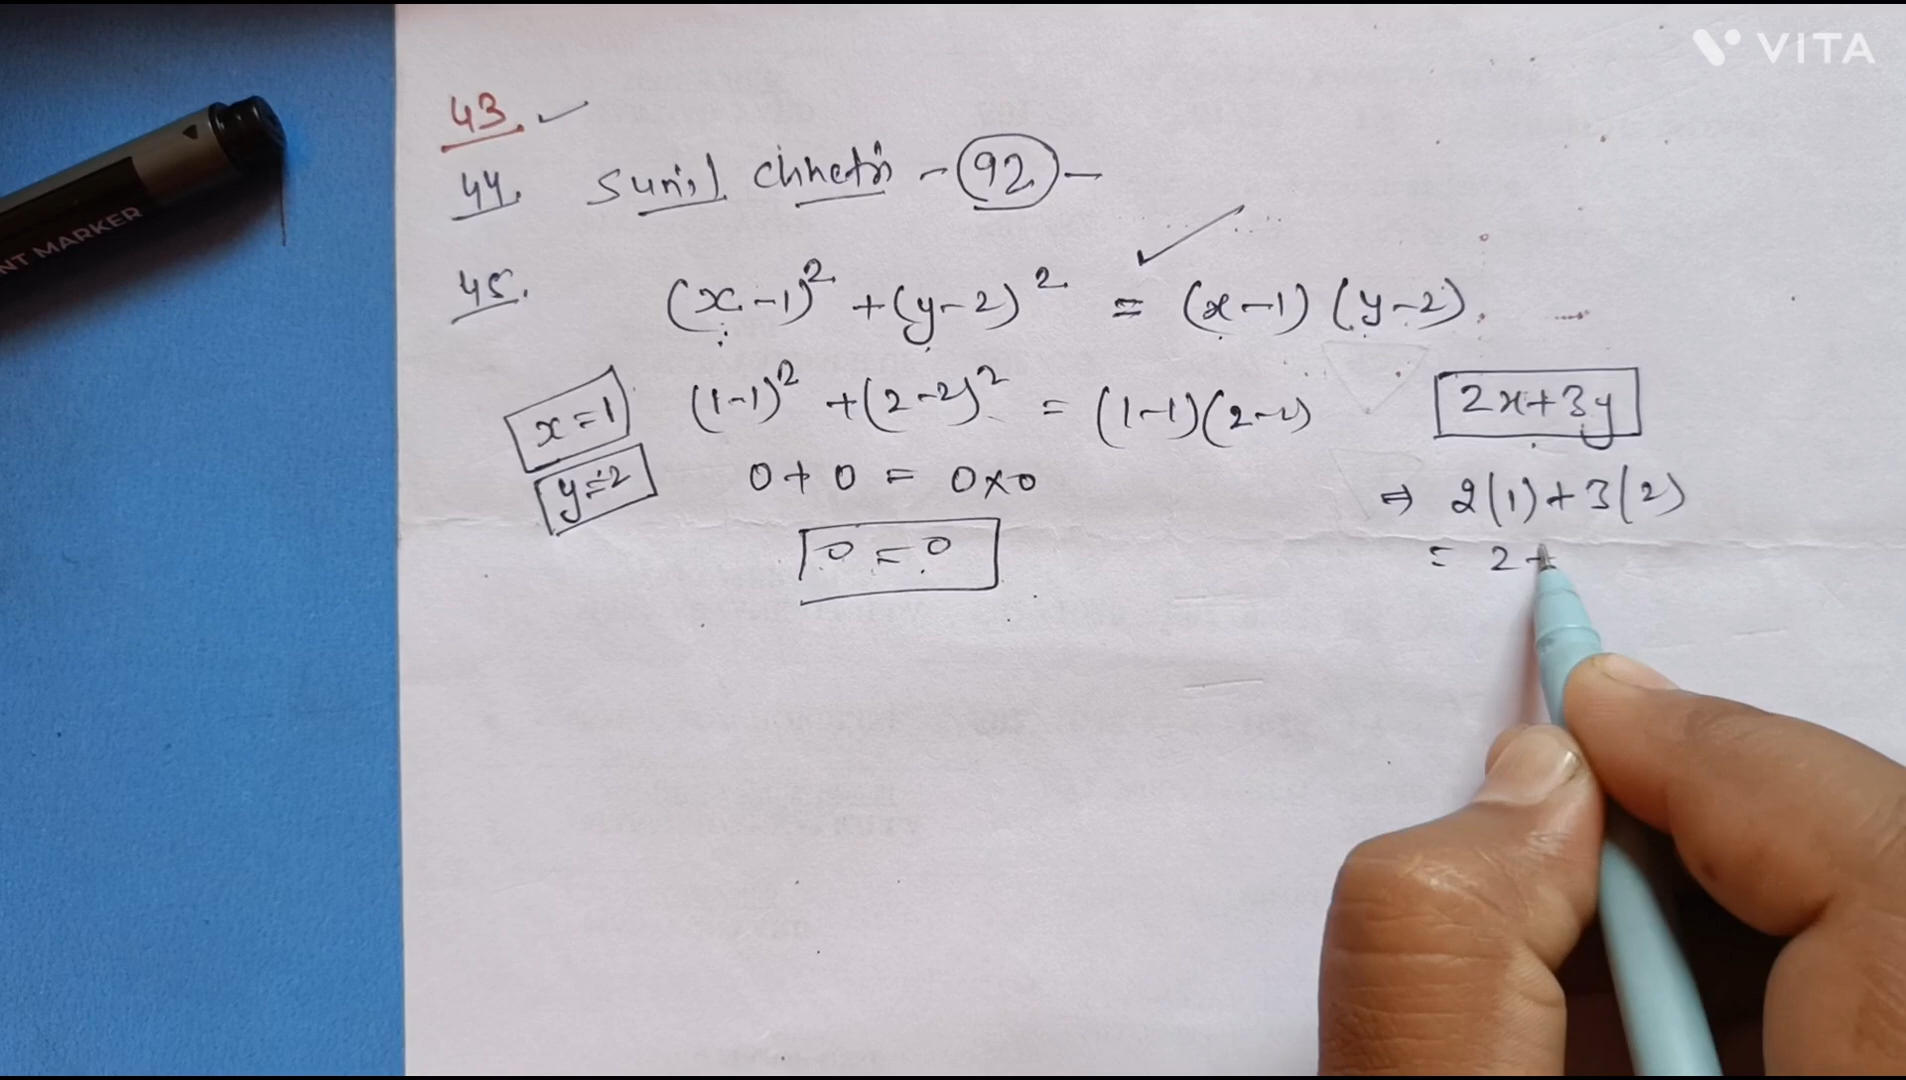 VITA
43.
44. Sunil Chhetri - 92 -
NT MARKER
45. (x-1)² + (y-2)² = (x-1) (y-2)
x=1 (1-1)² + (2-2)² = (1-1)(2-2) 2x+3y
y=2 0 + 0 = 0×0 ⇒ 2(1)+3(2)
0 = 0 = 2+